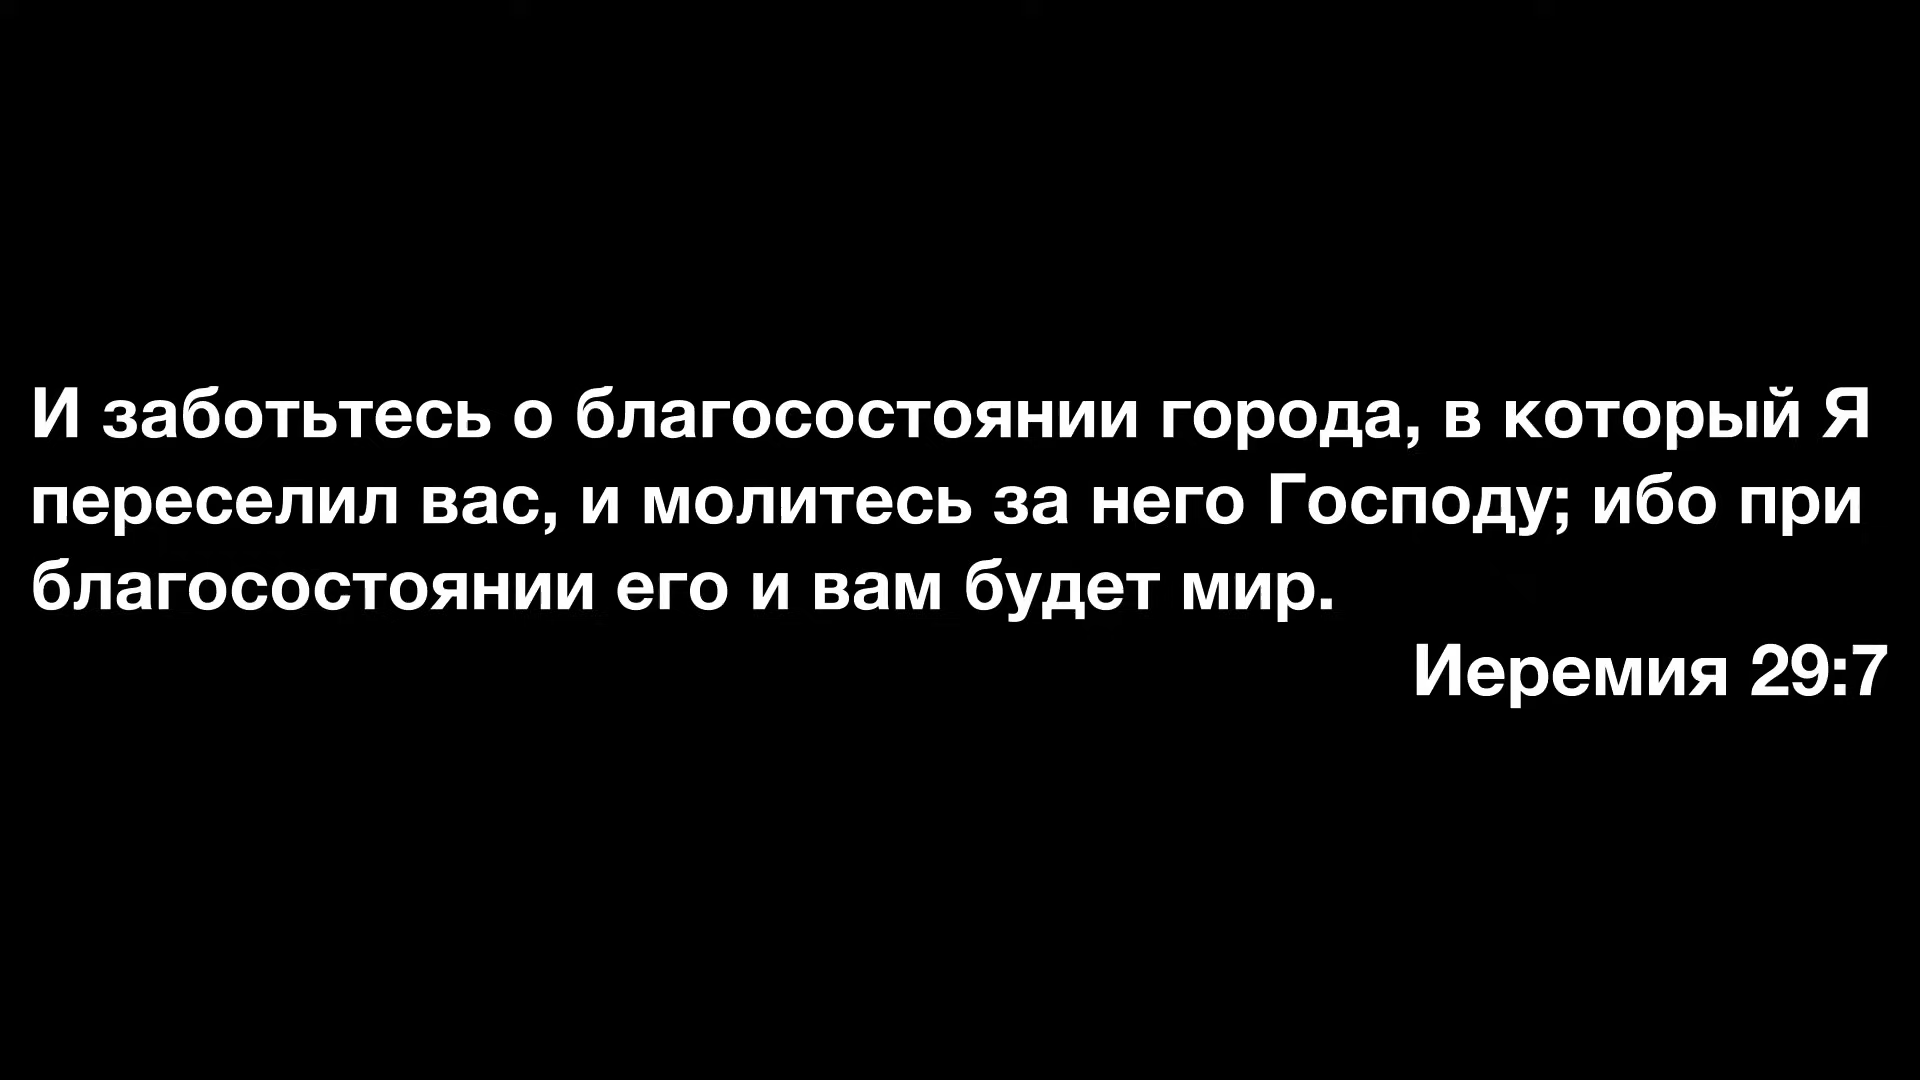 И заботьтесь о благосостоянии города, в который Я
переселил вас, и молитесь за него Господу; ибо при
благосостоянии его и вам будет мир.
Иеремия 29:7